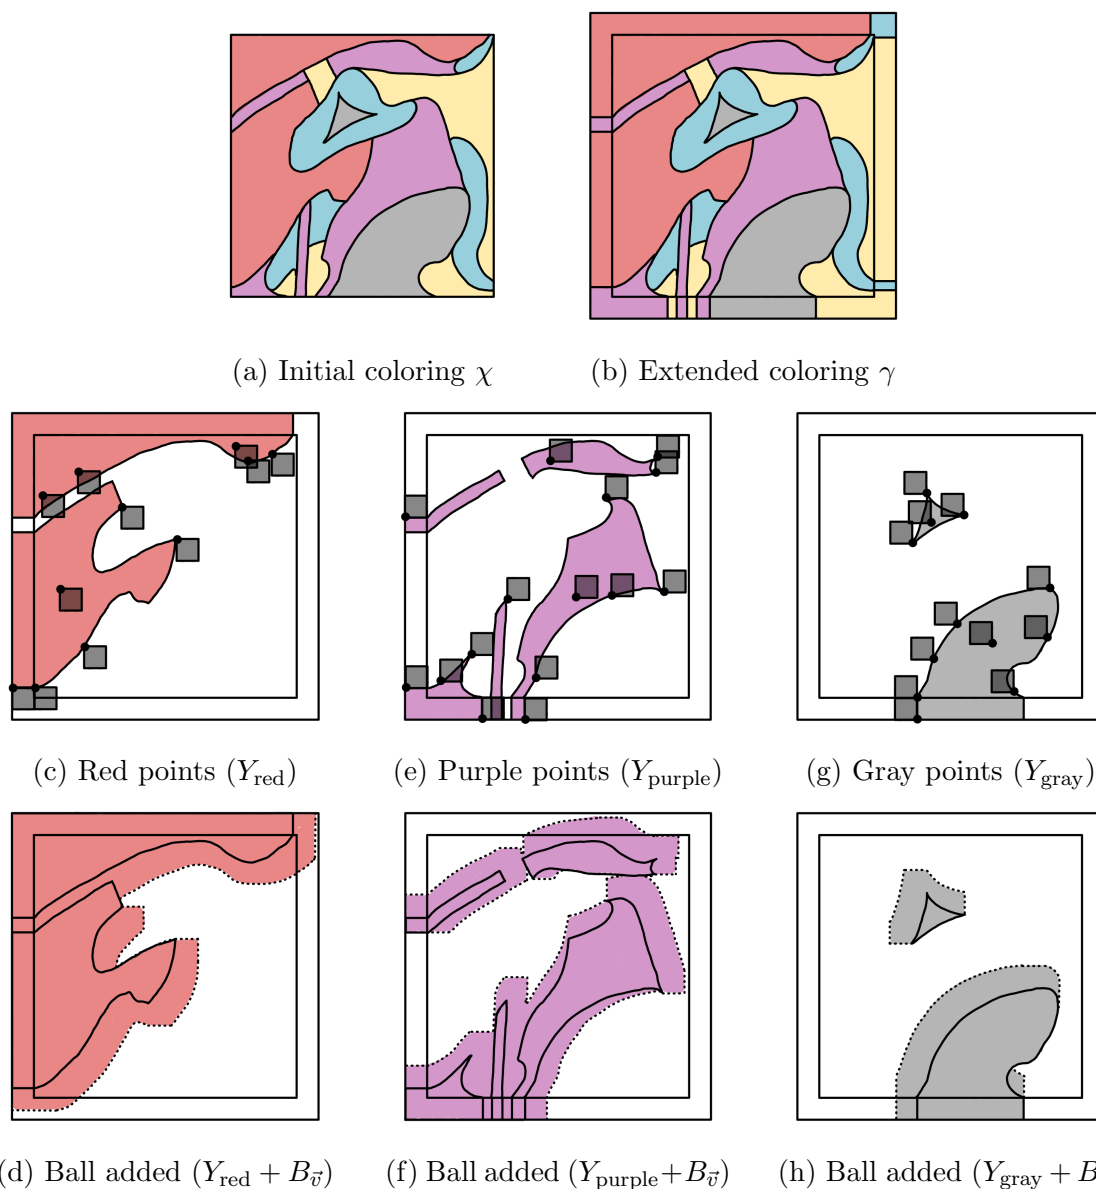 (a) Initial coloring χ
(b) Extended coloring γ
(c) Red points (Y_red)
(e) Purple points (Y_purple)
(g) Gray points (Y_gray)
(d) Ball added (Y_red + B_v⃗)
(f) Ball added (Y_purple+B_v⃗)
(h) Ball added (Y_gray + B